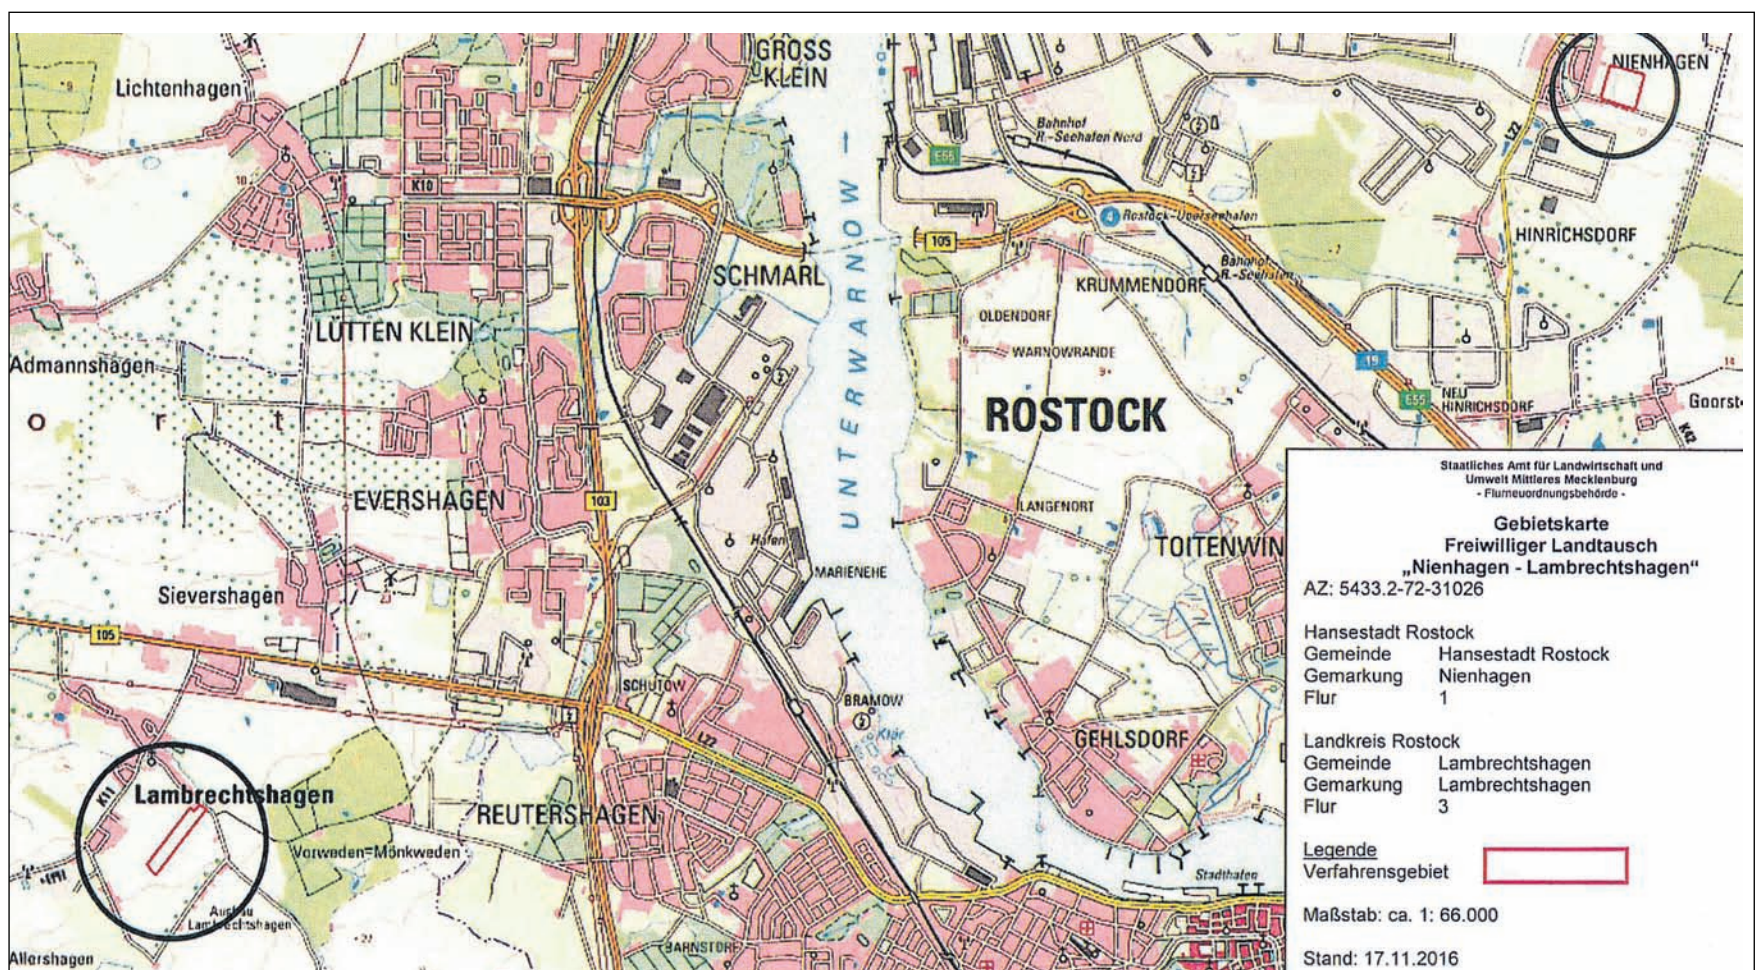 GROSS
KLEIN
NIENHAGEN
Lichtenhagen
Bahnhof
R.-Seehafen Nord
L22
E55
K10
4
Rostock-Überseehafen
105
HINRICHSDORF
SCHMARL
Bahnhof
R.-Seehafen
KRUMMENDORF
UNTERWARNOW
OLDENDORF
LÜTTEN KLEIN
WARNOWRANDE
Admannshagen
19
ROSTOCK
E55
NEU
HINRICHSDORF
Goorst-
K42
o r t
EVERSHAGEN
103
LANGENORT
TOITENWIN
Hafen
MARIENEHE
Sievershagen
105
SCHUTOW
BRAMOW
Klär
L22
GEHLSDORF
K11
Lambrechtshagen
REUTERSHAGEN
Vorweden=Mönkweden
Stadthafen
Ausbau
Lambrechtshagen
Allershagen
BARNSTORF
Staatliches Amt für Landwirtschaft und
Umwelt Mittleres Mecklenburg
- Flurneuordnungsbehörde -
Gebietskarte
Freiwilliger Landtausch
„Nienhagen - Lambrechtshagen“
AZ: 5433.2-72-31026
Hansestadt Rostock
Gemeinde Hansestadt Rostock
Gemarkung Nienhagen
Flur 1
Landkreis Rostock
Gemeinde Lambrechtshagen
Gemarkung Lambrechtshagen
Flur 3
Legende
Verfahrensgebiet
Maßstab: ca. 1: 66.000
Stand: 17.11.2016